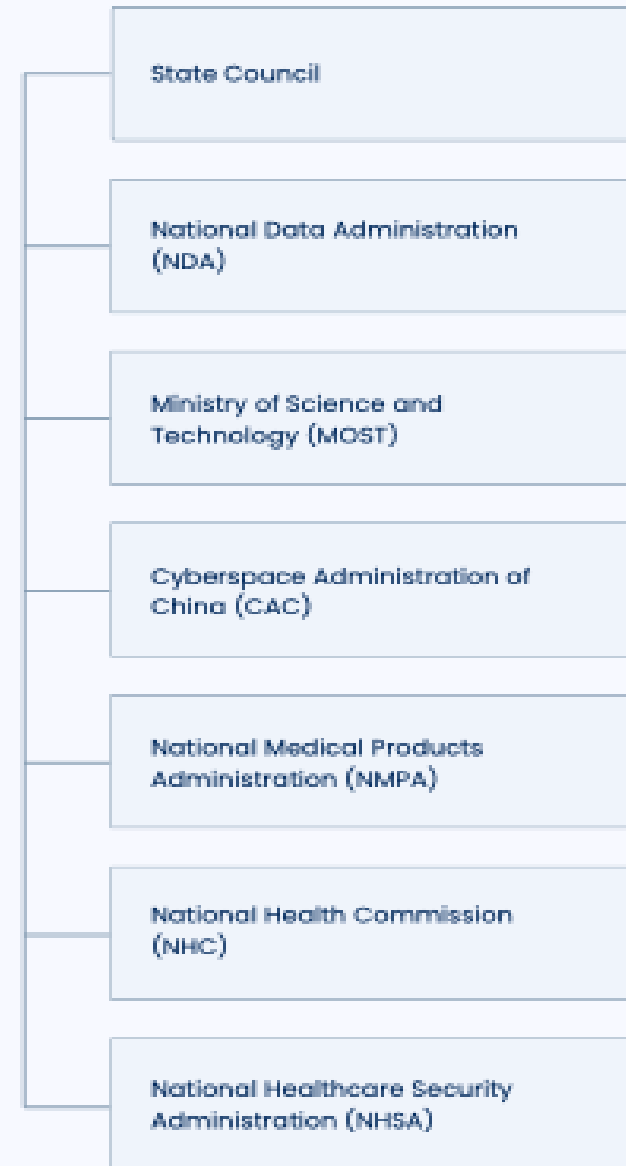 State Council
National Data Administration
(NDA)
Ministry of Science and
Technology (MOST)
Cyberspace Administration of
China (CAC)
National Medical Products
Administration (NMPA)
National Health Commission
(NHC)
National Healthcare Security
Administration (NHSA)